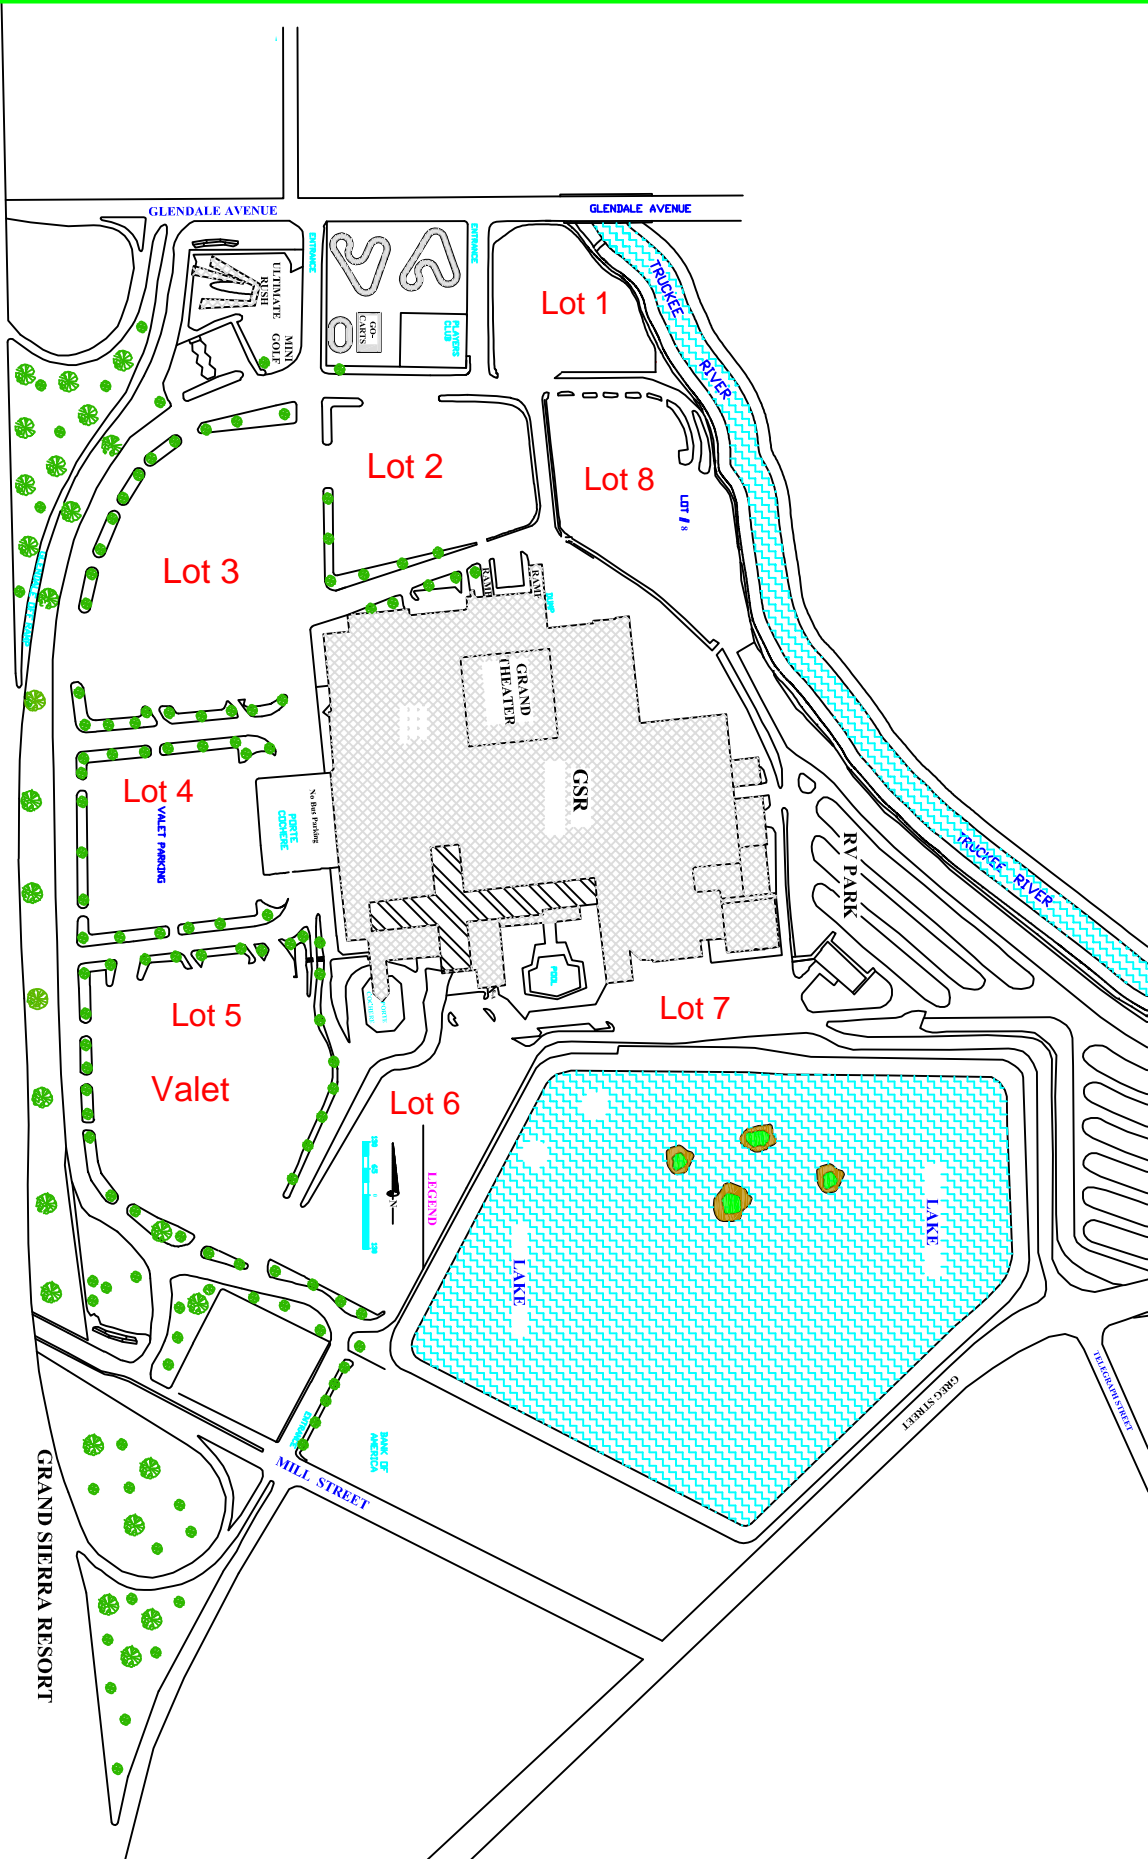 GLENDALE AVENUE
GLENDALE AVENUE
ENTRANCE
ENTRANCE
TRUCKEE
RIVER
ULTIMATE
RUSH
MINI
GOLF
GO-
CARTS
PLAYERS
CLUB
Lot 1
Lot 2
Lot 8
LOT # 8
Lot 3
RAMP
RAMP
GRAND
THEATER
GSR
Lot 4
VALET PARKING
No Bus Parking
PORTE
COCHERE
RV PARK
TRUCKEE RIVER
POOL
Lot 5
Valet
PORTE
COCHERE
Lot 7
Lot 6
LEGEND
N
LAKE
LAKE
GREG STREET
TELEGRAPH STREET
ENTRANCE
BANK OF
AMERICA
MILL STREET
GRAND SIERRA RESORT